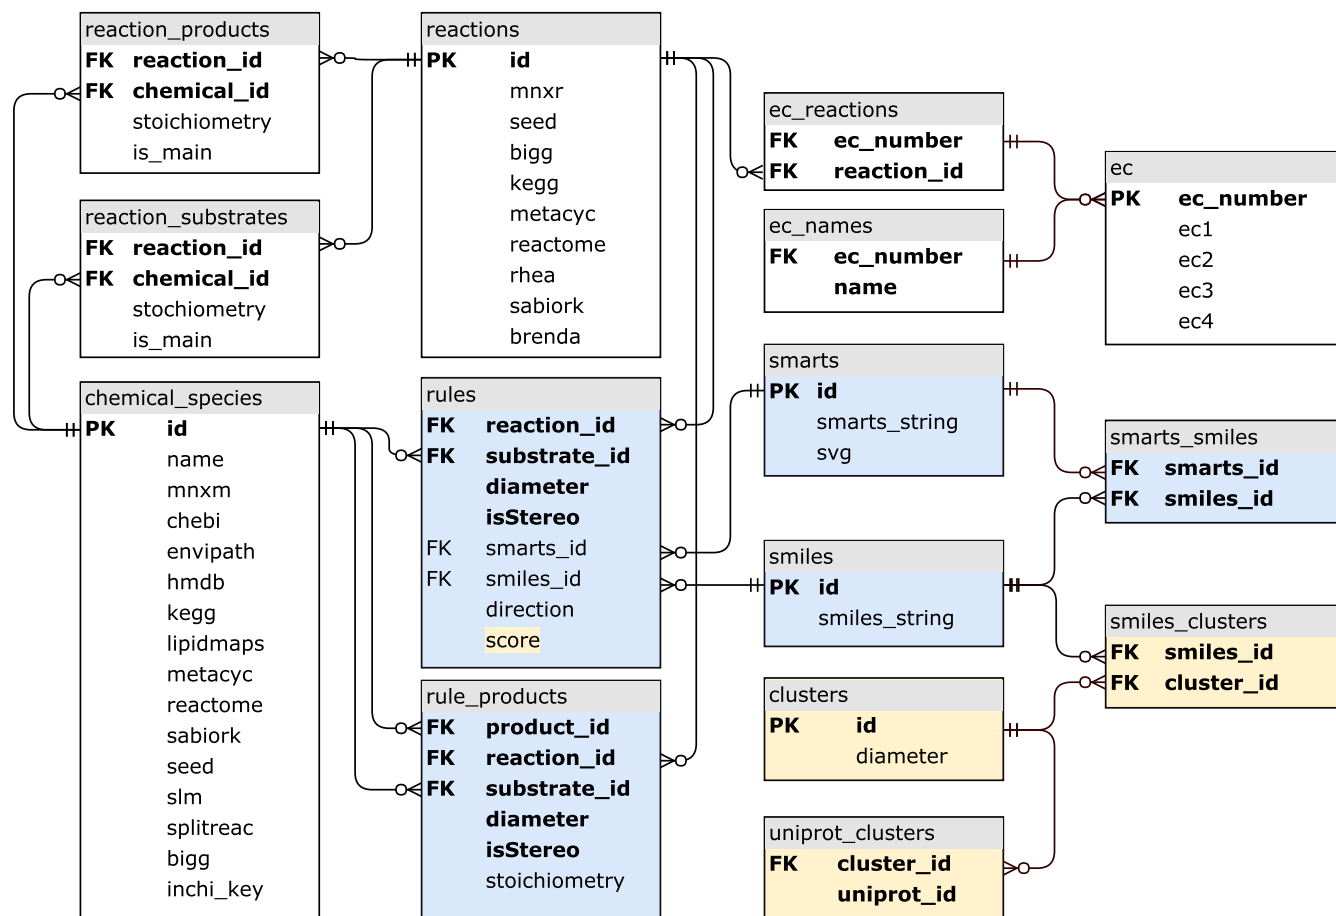 reaction_products
FK reaction_id
FK chemical_id
stoichiometry
is_main
reaction_substrates
FK reaction_id
FK chemical_id
stochiometry
is_main
chemical_species
PK id
name
mnxm
chebi
envipath
hmdb
kegg
lipidmaps
metacyc
reactome
sabiork
seed
slm
splitreac
bigg
inchi_key
reactions
PK id
mnxr
seed
bigg
kegg
metacyc
reactome
rhea
sabiork
brenda
rules
FK reaction_id
FK substrate_id
diameter
isStereo
FK smarts_id
FK smiles_id
direction
score
rule_products
FK product_id
FK reaction_id
FK substrate_id
diameter
isStereo
stoichiometry
ec_reactions
FK ec_number
FK reaction_id
ec_names
FK ec_number
name
smarts
PK id
smarts_string
svg
smiles
PK id
smiles_string
clusters
PK id
diameter
uniprot_clusters
FK cluster_id
uniprot_id
ec
PK ec_number
ec1
ec2
ec3
ec4
smarts_smiles
FK smarts_id
FK smiles_id
smiles_clusters
FK smiles_id
FK cluster_id